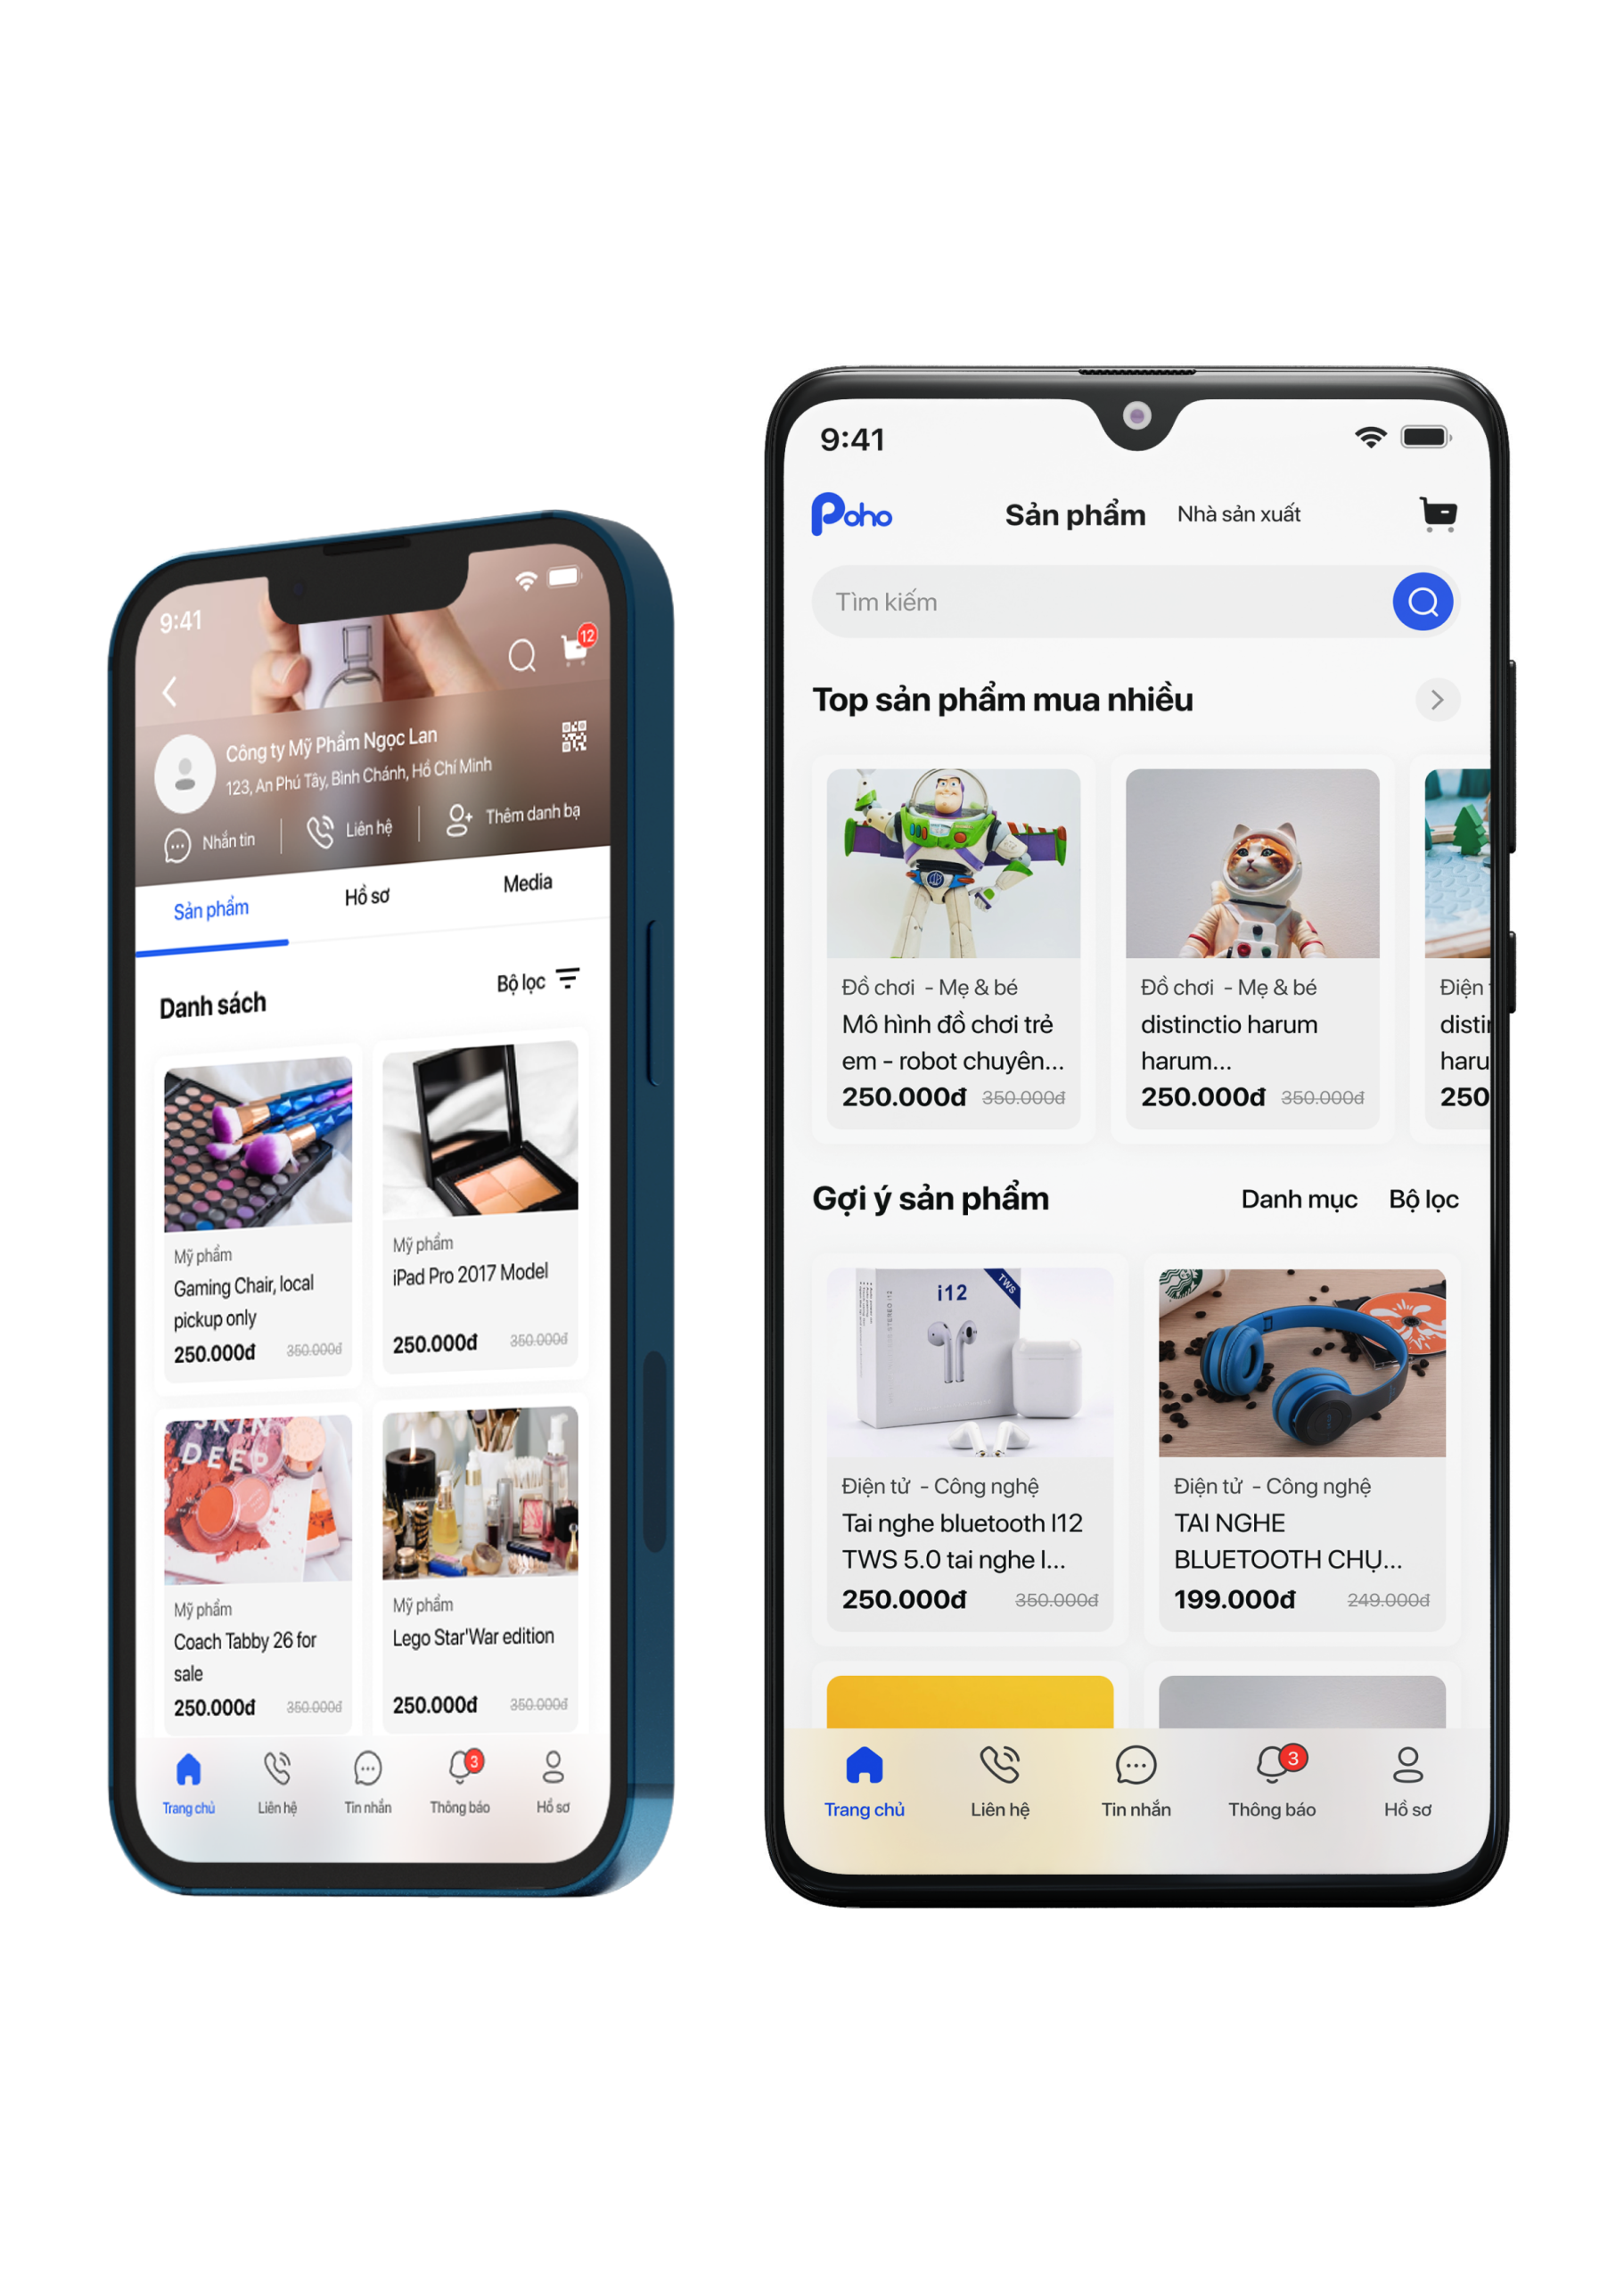 9:41
12
Công ty Mỹ Phẩm Ngọc Lan
123, An Phú Tây, Bình Chánh, Hồ Chí Minh
Nhắn tin
Liên hệ
Thêm danh bạ
Sản phẩm
Hồ sơ
Media
Danh sách
Bộ lọc
Mỹ phẩm
Gaming Chair, local
pickup only
250.000đ 350.000đ
Mỹ phẩm
iPad Pro 2017 Model
250.000đ 350.000đ
SKIN
DEEP
Mỹ phẩm
Coach Tabby 26 for
sale
250.000đ 350.000đ
Mỹ phẩm
Lego Star'War edition
250.000đ 350.000đ
Trang chủ
Liên hệ
Tin nhắn
3
Thông báo
Hồ sơ
9:41
Poho
Sản phẩm
Nhà sản xuất
Tìm kiếm
Top sản phẩm mua nhiều
Đồ chơi - Mẹ & bé
Mô hình đồ chơi trẻ
em - robot chuyên...
250.000đ 350.000đ
Đồ chơi - Mẹ & bé
distinctio harum
harum...
250.000đ 350.000đ
Điện
distin
haru
250
Gợi ý sản phẩm
Danh mục
Bộ lọc
i12
TWS
Điện tử - Công nghệ
Tai nghe bluetooth I12
TWS 5.0 tai nghe I...
250.000đ 350.000đ
Điện tử - Công nghệ
TAI NGHE
BLUETOOTH CHỤ...
199.000đ 249.000đ
Trang chủ
Liên hệ
Tin nhắn
3
Thông báo
Hồ sơ